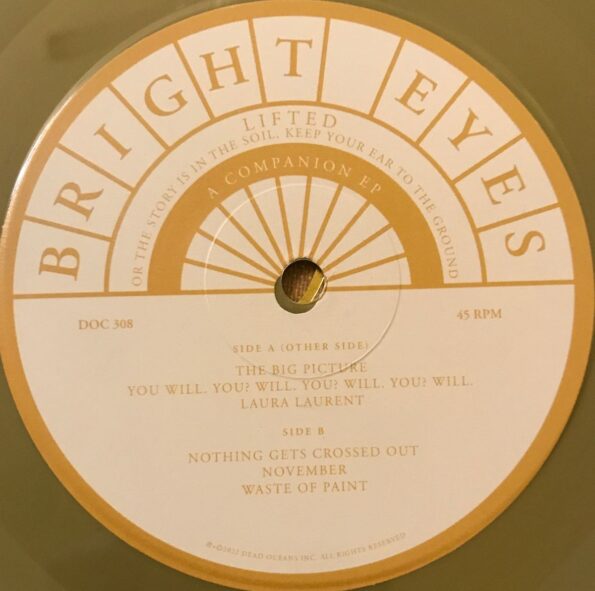 BRIGHT EYES
LIFTED
OR THE STORY IS IN THE SOIL, KEEP YOUR EAR TO THE GROUND
A COMPANION EP
DOC 308
45 RPM
SIDE A (OTHER SIDE)
THE BIG PICTURE
YOU WILL. YOU? WILL. YOU? WILL. YOU? WILL.
LAURA LAURENT
SIDE B
NOTHING GETS CROSSED OUT
NOVEMBER
WASTE OF PAINT
℗+©2022 DEAD OCEANS INC. ALL RIGHTS RESERVED